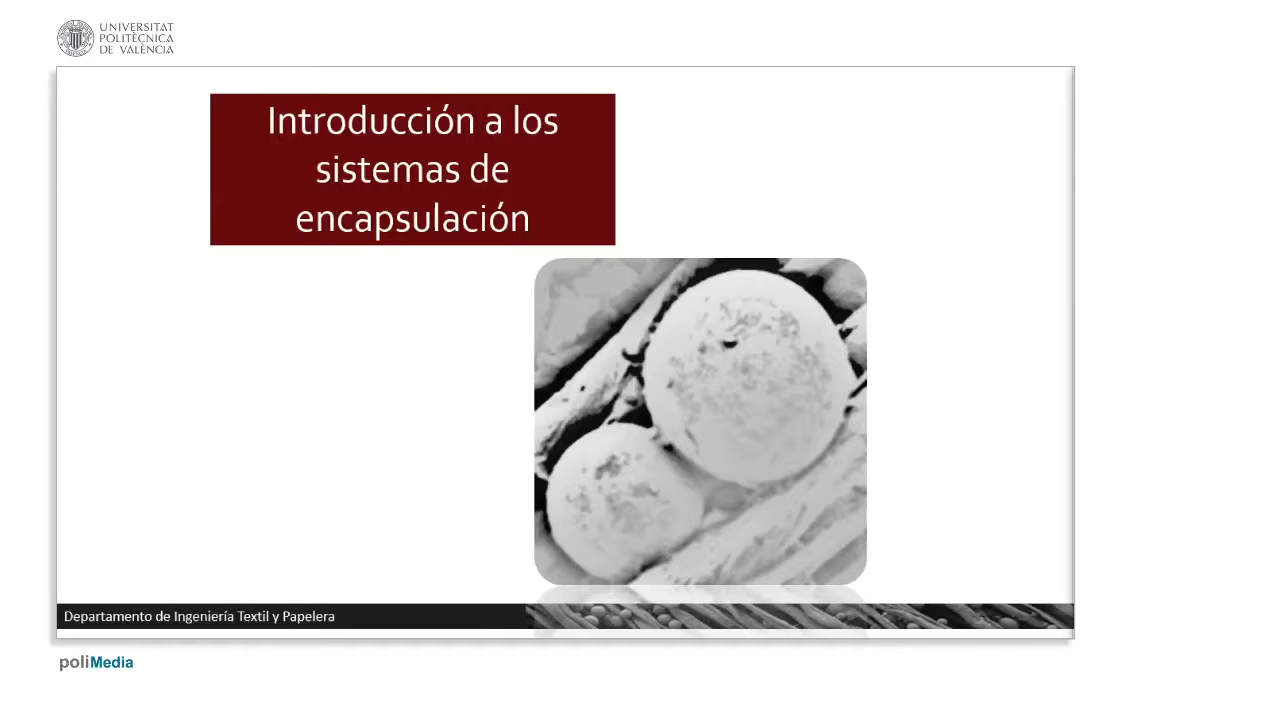 UNIVERSITAT
POLITÈCNICA
DE VALÈNCIA
Introducción a los
sistemas de
encapsulación
Departamento de Ingeniería Textil y Papelera
poliMedia